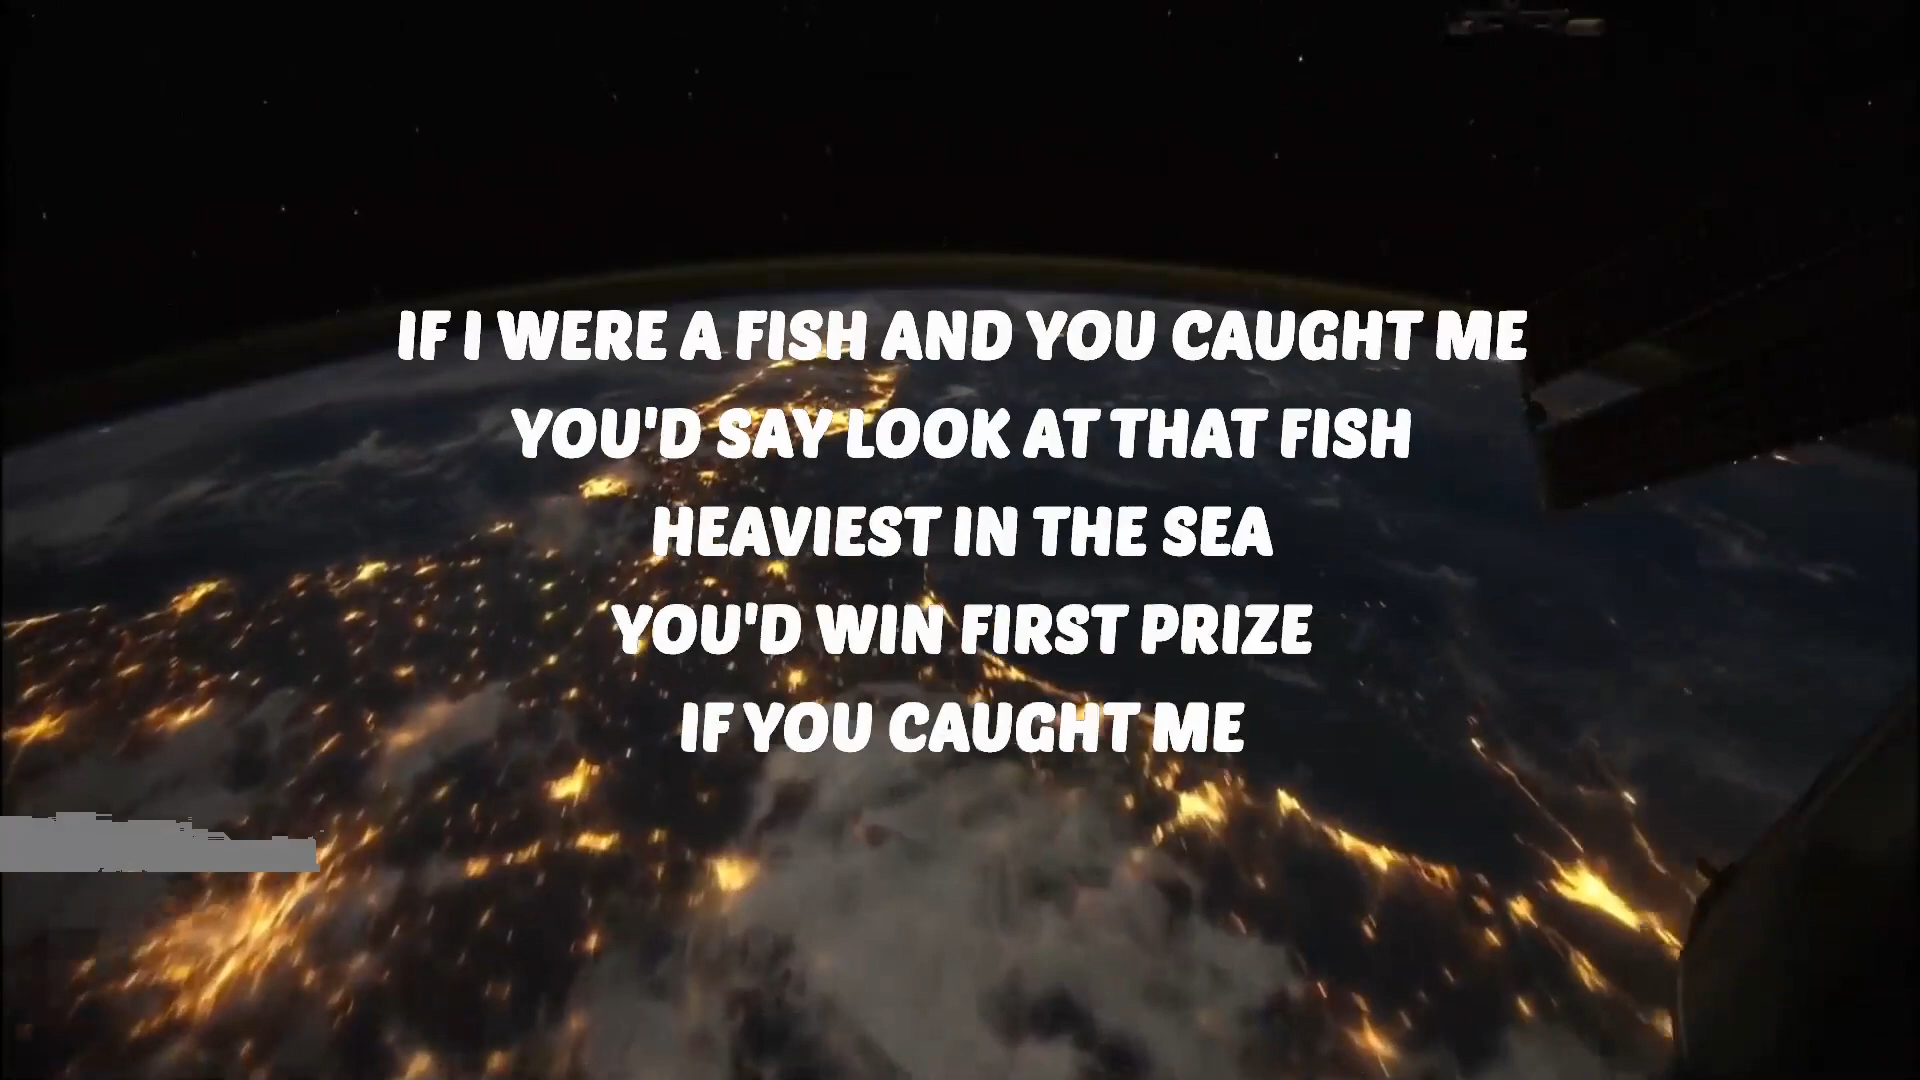 IF I WERE A FISH AND YOU CAUGHT ME
YOU'D SAY LOOK AT THAT FISH
HEAVIEST IN THE SEA
YOU'D WIN FIRST PRIZE
IF YOU CAUGHT ME